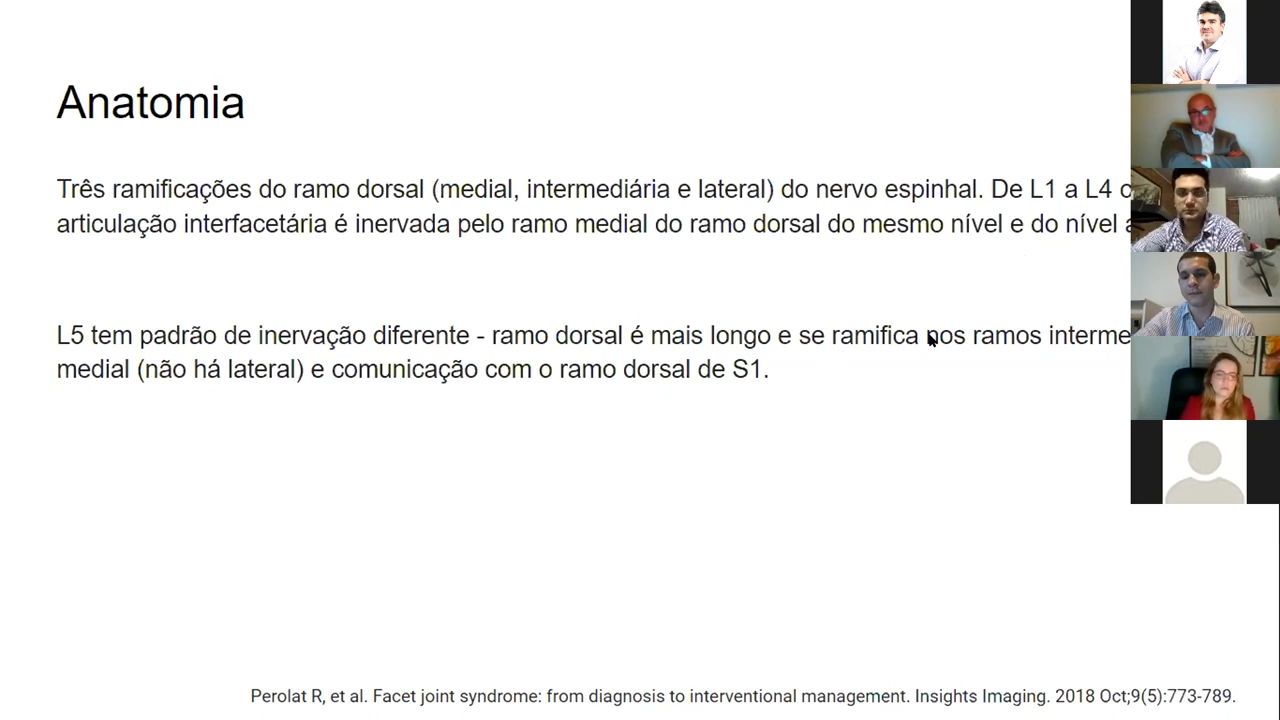 Anatomia
Três ramificações do ramo dorsal (medial, intermediária e lateral) do nervo espinhal. De L1 a L4
articulação interfacetária é inervada pelo ramo medial do ramo dorsal do mesmo nível e do nível
L5 tem padrão de inervação diferente - ramo dorsal é mais longo e se ramifica nos ramos interme
medial (não há lateral) e comunicação com o ramo dorsal de S1.
Perolat R, et al. Facet joint syndrome: from diagnosis to interventional management. Insights Imaging. 2018 Oct;9(5):773-789.